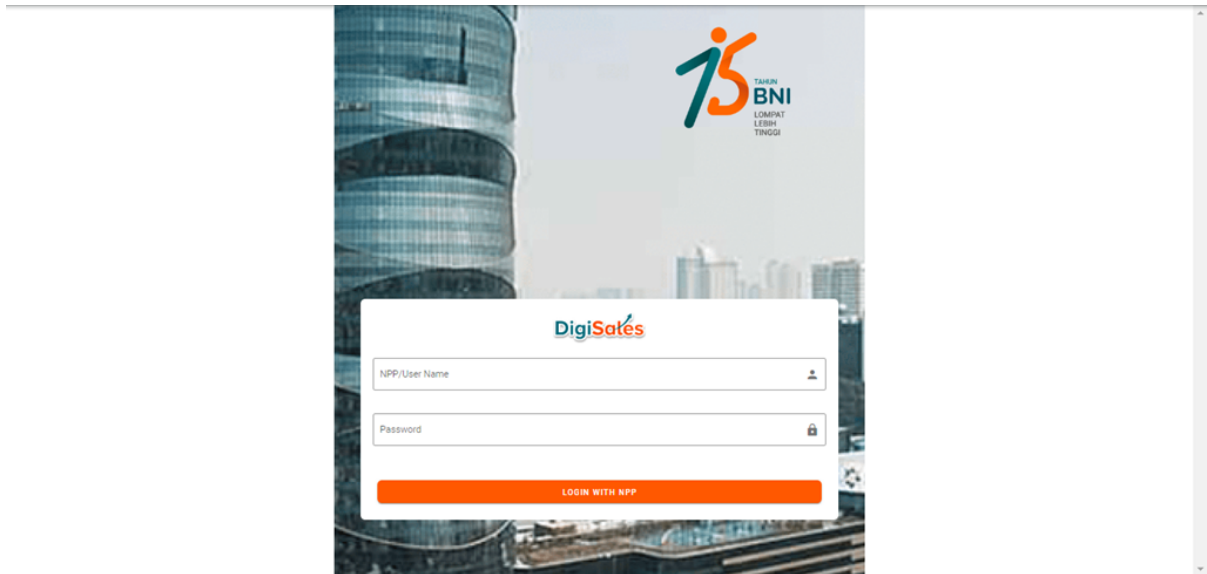 75
TAHUN
BNI
LOMPAT
LEBIH
TINGGI
DigiSales
NPP/User Name
Password
LOGIN WITH NPP